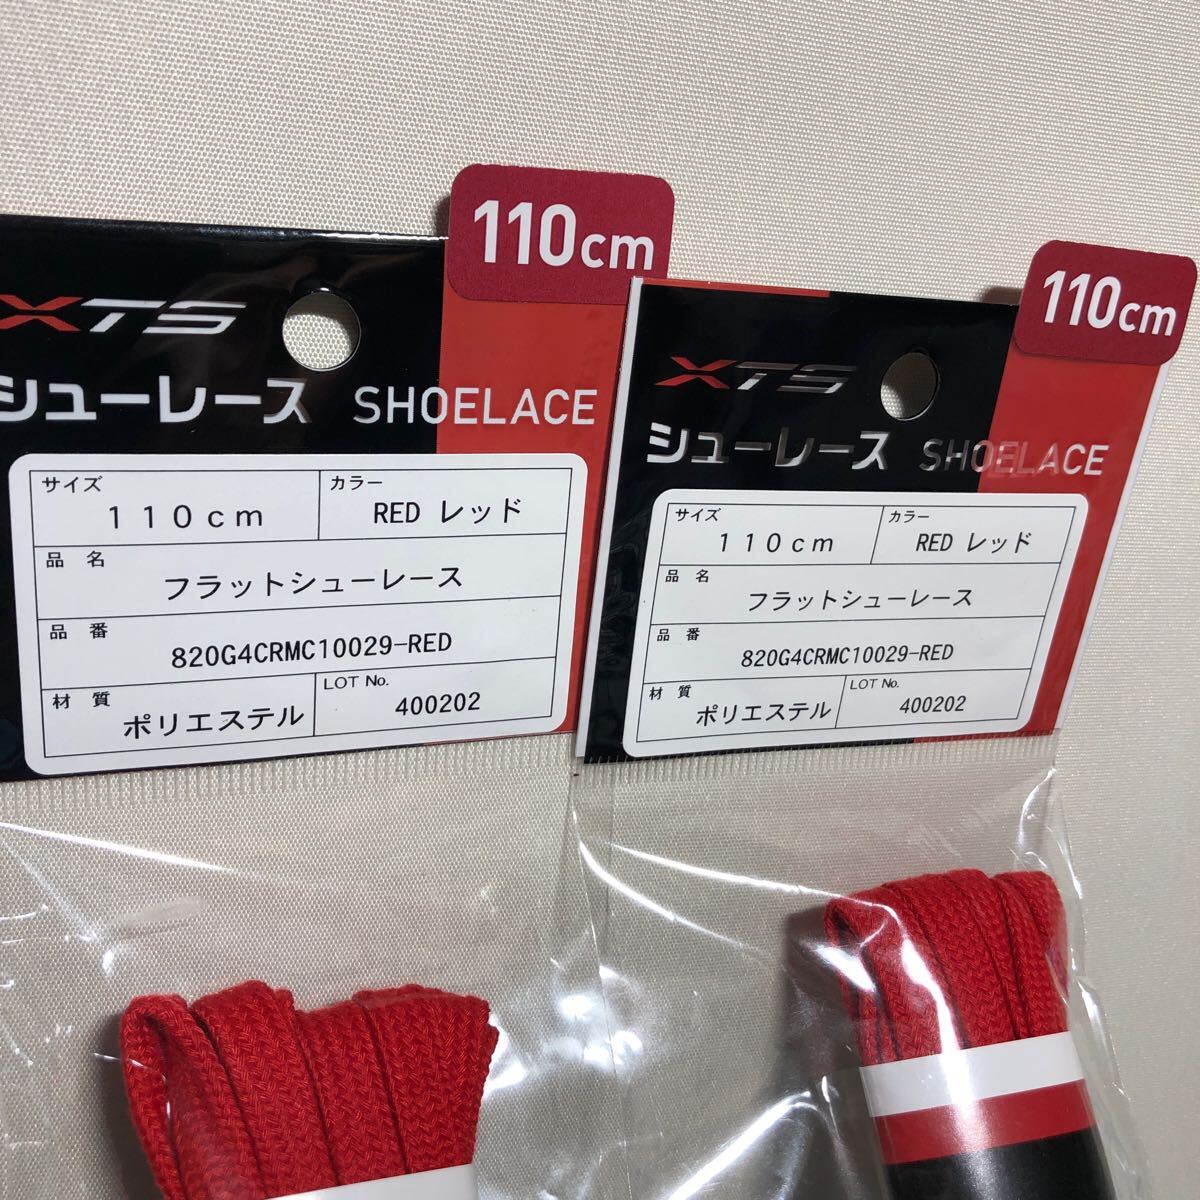 110cm
XTS
シューレース SHOELACE
サイズ
110cm
カラー
RED レッド
品名
フラットシューレース
品番
820G4CRMC10029-RED
材質
ポリエステル
LOT No.
400202
110cm
XTS
シューレース SHOELACE
サイズ
110cm
カラー
RED レッド
品名
フラットシューレース
品番
820G4CRMC10029-RED
材質
ポリエステル
LOT No.
400202